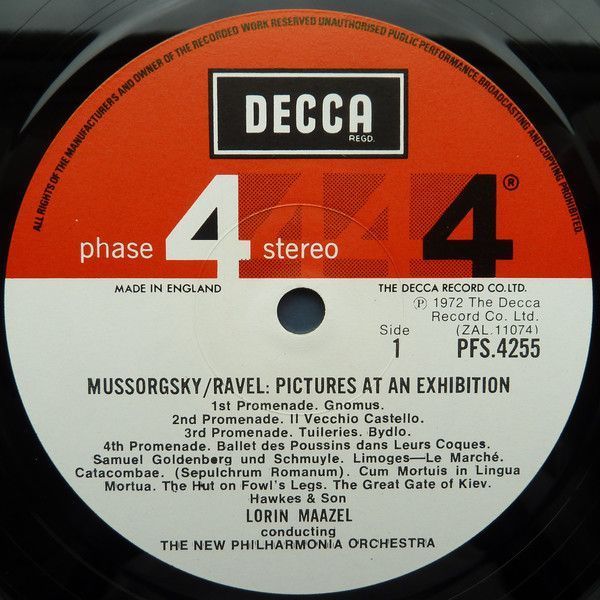 ALL RIGHTS OF THE MANUFACTURERS AND OWNER OF THE RECORDED WORK RESERVED UNAUTHORISED PUBLIC PERFORMANCE, BROADCASTING AND COPYING PROHIBITED.
DECCA
REGD.
phase 4 stereo 444 ®
MADE IN ENGLAND
THE DECCA RECORD CO. LTD.
℗ 1972 The Decca
Record Co. Ltd.
Side (ZAL.11074)
1 PFS.4255
MUSSORGSKY/RAVEL: PICTURES AT AN EXHIBITION
1st Promenade. Gnomus.
2nd Promenade. Il Vecchio Castello.
3rd Promenade. Tuileries. Bydlo.
4th Promenade. Ballet des Poussins dans Leurs Coques.
Samuel Goldenberg und Schmuyle. Limoges—Le Marché.
Catacombae. (Sepulchrum Romanum). Cum Mortuis in Lingua
Mortua. The Hut on Fowl's Legs. The Great Gate of Kiev.
Hawkes & Son
LORIN MAAZEL
conducting
THE NEW PHILHARMONIA ORCHESTRA